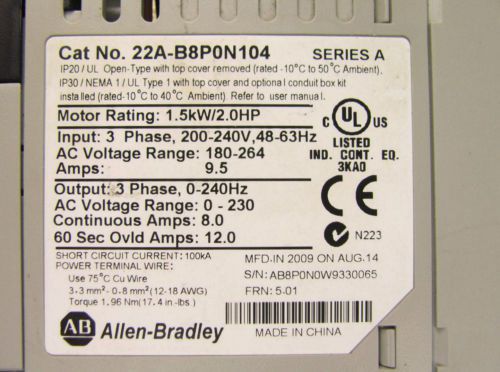 Cat No. 22A-B8P0N104 SERIES A
IP20 / UL Open-Type with top cover removed (rated -10°C to 50°C Ambient).
IP30 / NEMA 1 / UL Type 1 with top cover and optional conduit box kit
installed (rated-10°C to 40°C Ambient) Refer to user manual.
Motor Rating: 1.5kW/2.0HP
Input: 3 Phase, 200-240V,48-63Hz
AC Voltage Range: 180-264
Amps: 9.5
Output: 3 Phase, 0-240Hz
AC Voltage Range: 0 - 230
Continuous Amps: 8.0
60 Sec Ovld Amps: 12.0
C UL US
LISTED
IND. CONT. EQ.
3KA0
CE N223
SHORT CIRCUIT CURRENT: 100kA
POWER TERMINAL WIRE:
Use 75°C Cu Wire
3.3 mm² - 0.8 mm² (12-18 AWG)
Torque 1.96 Nm (17.4 in-lbs.)
MFD-IN 2009 ON AUG.14
S/N: AB8P0N0W9330065
FRN: 5.01
AB Allen-Bradley
MADE IN CHINA